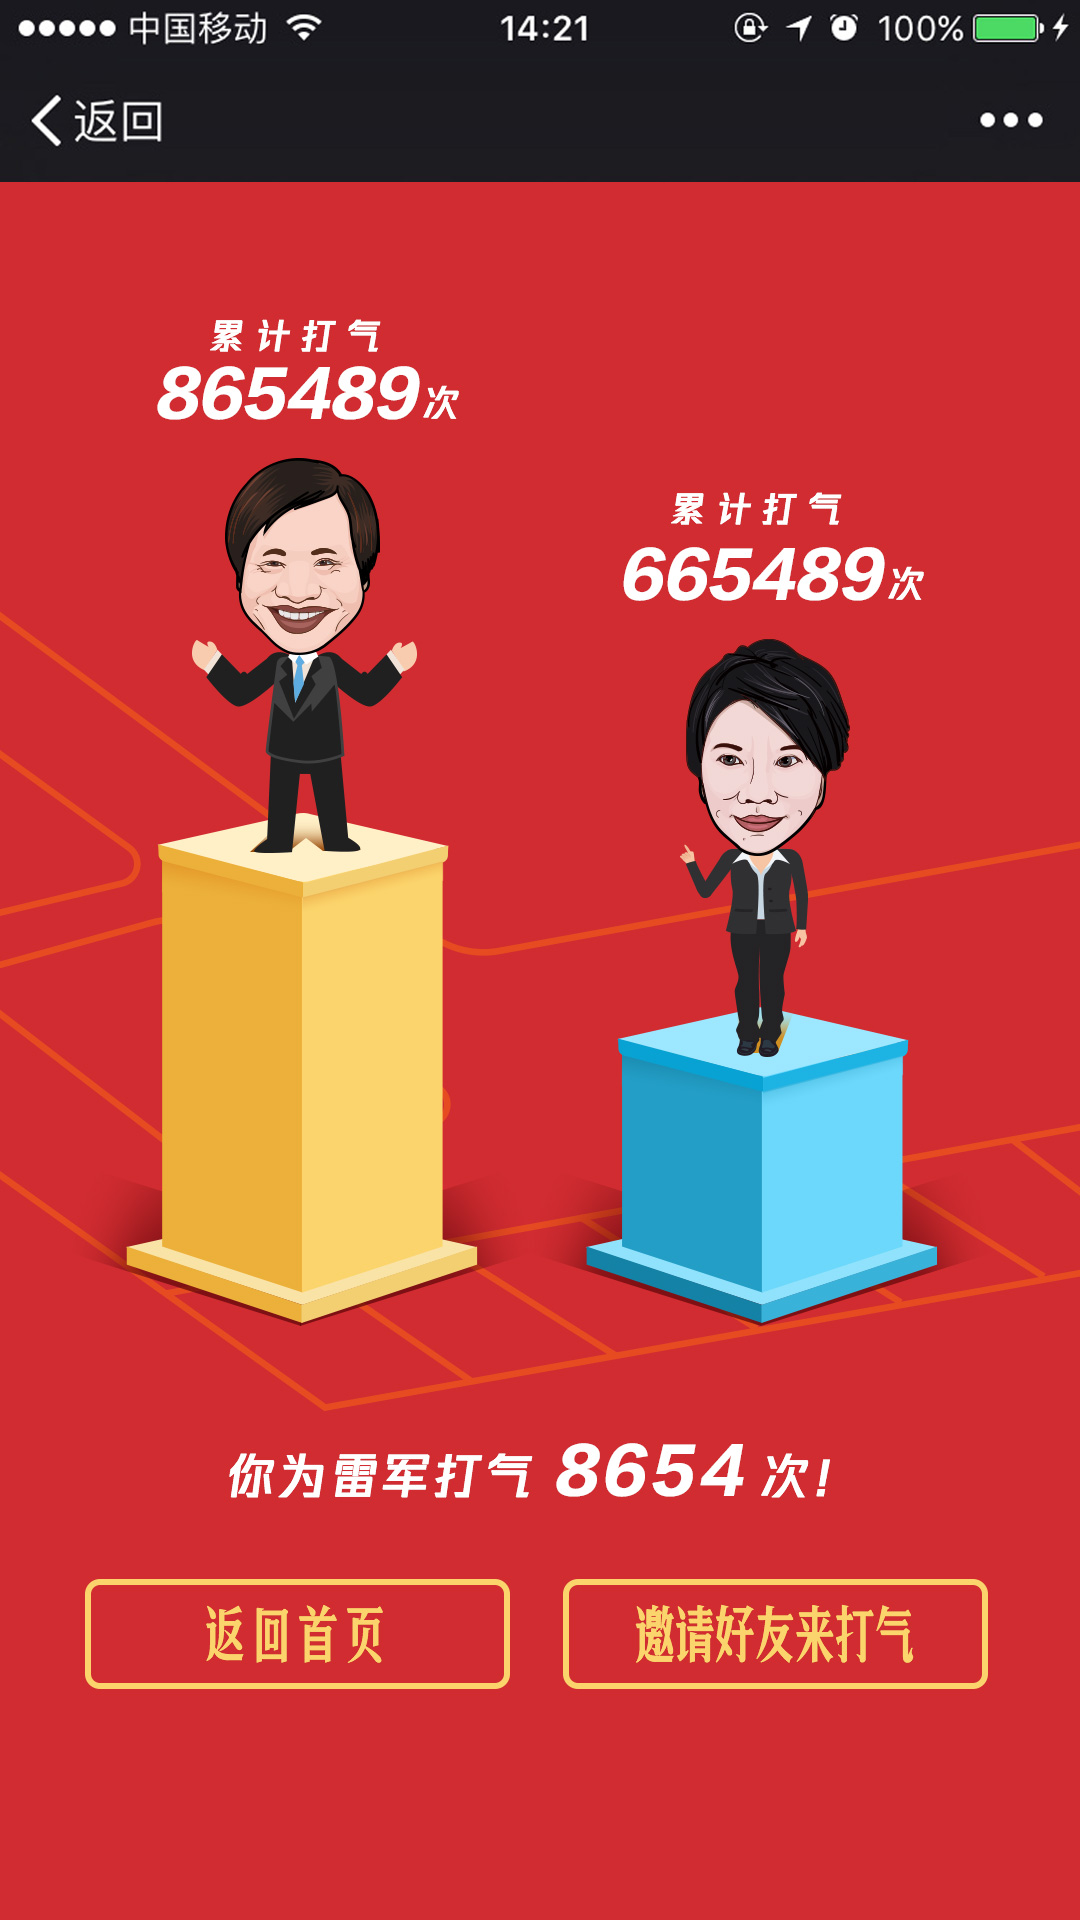 中国移动
14:21
100%
返回
累计打气
865489次
累计打气
665489次
你为雷军打气 8654 次!
返回首页
邀请好友来打气